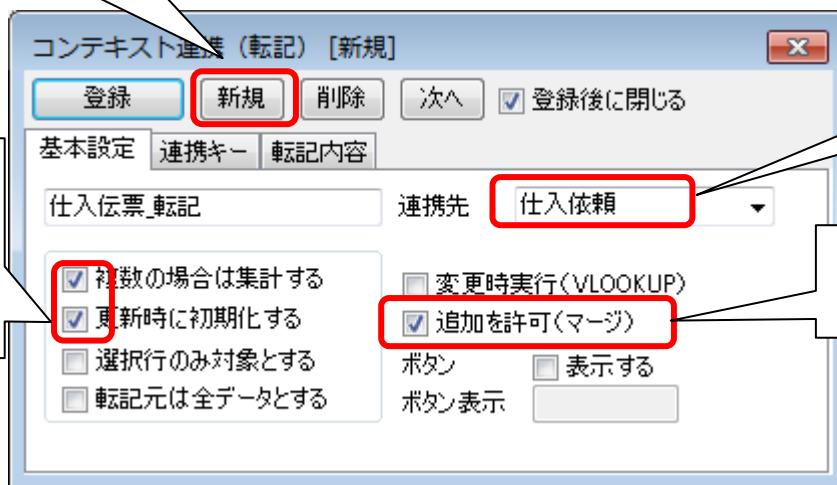 コンテキスト連携（転記）［新規］
登録 新規 削除 次へ 登録後に閉じる
基本設定 連携キー 転記内容
仕入伝票_転記 連携先 仕入依頼
複数の場合は集計する 変更時実行(VLOOKUP)
更新時に初期化する 追加を許可(マージ)
選択行のみ対象とする ボタン 表示する
転記元は全データとする ボタン表示